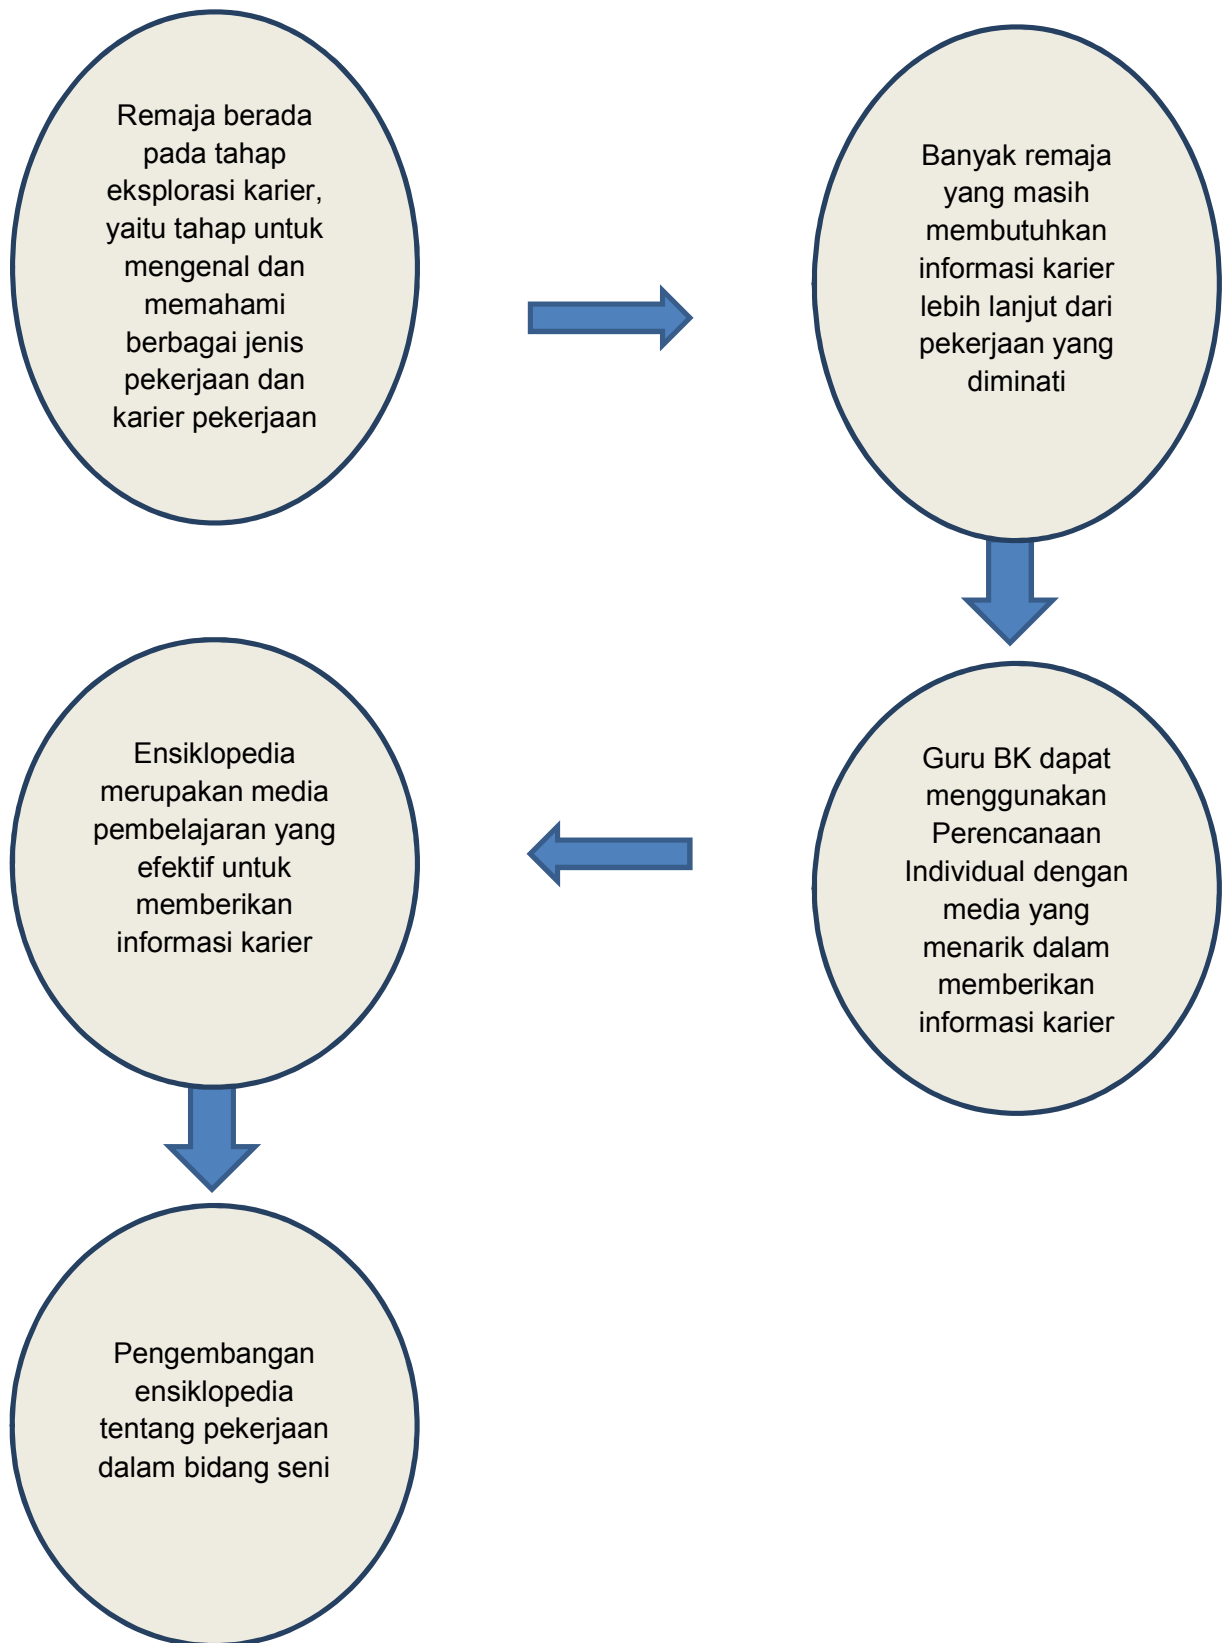 Remaja berada
pada tahap
eksplorasi karier,
yaitu tahap untuk
mengenal dan
memahami
berbagai jenis
pekerjaan dan
karier pekerjaan
Banyak remaja
yang masih
membutuhkan
informasi karier
lebih lanjut dari
pekerjaan yang
diminati
Guru BK dapat
menggunakan
Perencanaan
Individual dengan
media yang
menarik dalam
memberikan
informasi karier
Ensiklopedia
merupakan media
pembelajaran yang
efektif untuk
memberikan
informasi karier
Pengembangan
ensiklopedia
tentang pekerjaan
dalam bidang seni